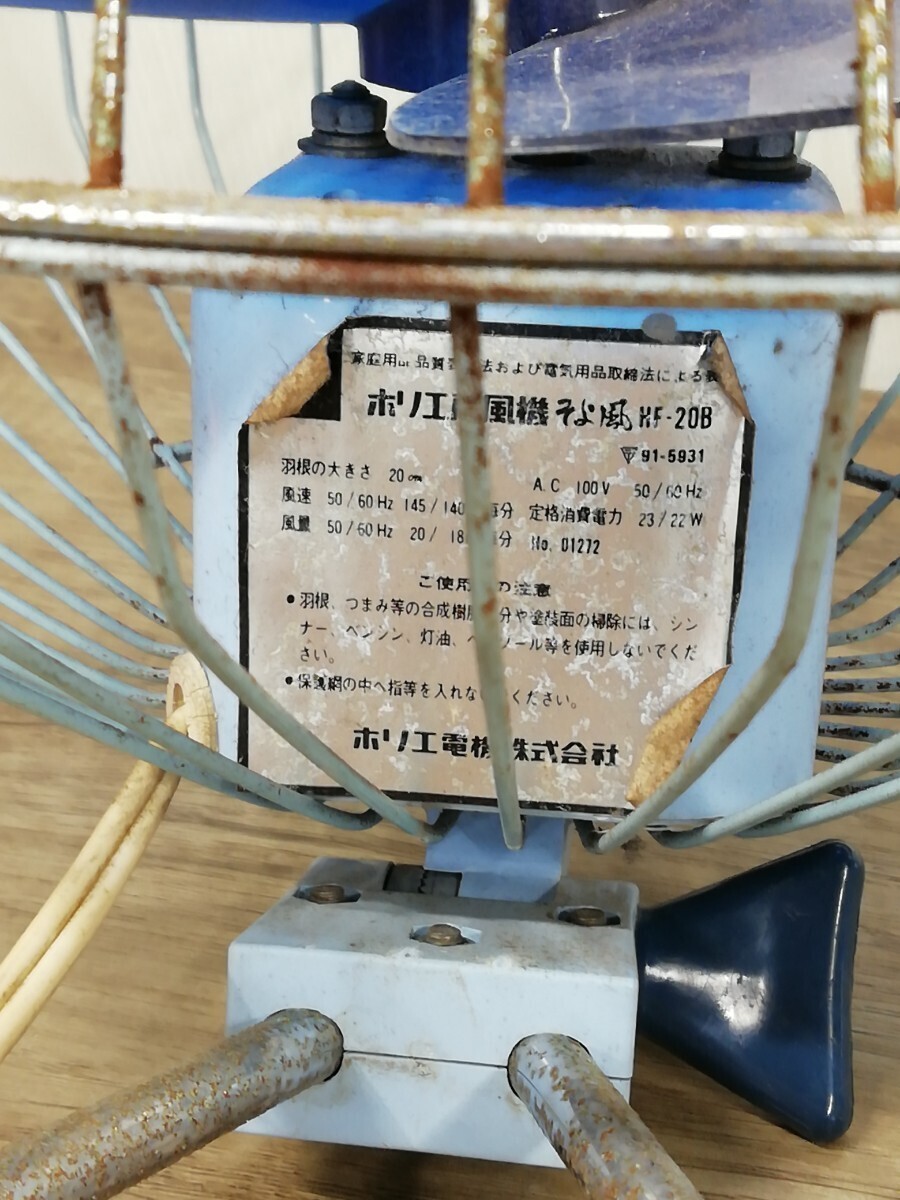 家庭用品品質 法および電気用品取締法による表
ホリエ 風機 そよ風 HF-20B
91-5931
羽根の大きさ 20cm
A.C 100V 50/60Hz
風速 50/60Hz 145/140 毎分 定格消費電力 23/22W
風量 50/60Hz 20/18 毎分 No. 01272
ご使用 の注意
●羽根、つまみ等の合成樹脂 分や塗装面の掃除には、シン
ナー、ベンジン、灯油、 ール等を使用しないでくだ
さい。
●保護網の中へ指等を入れな ください。
ホリエ電機株式会社